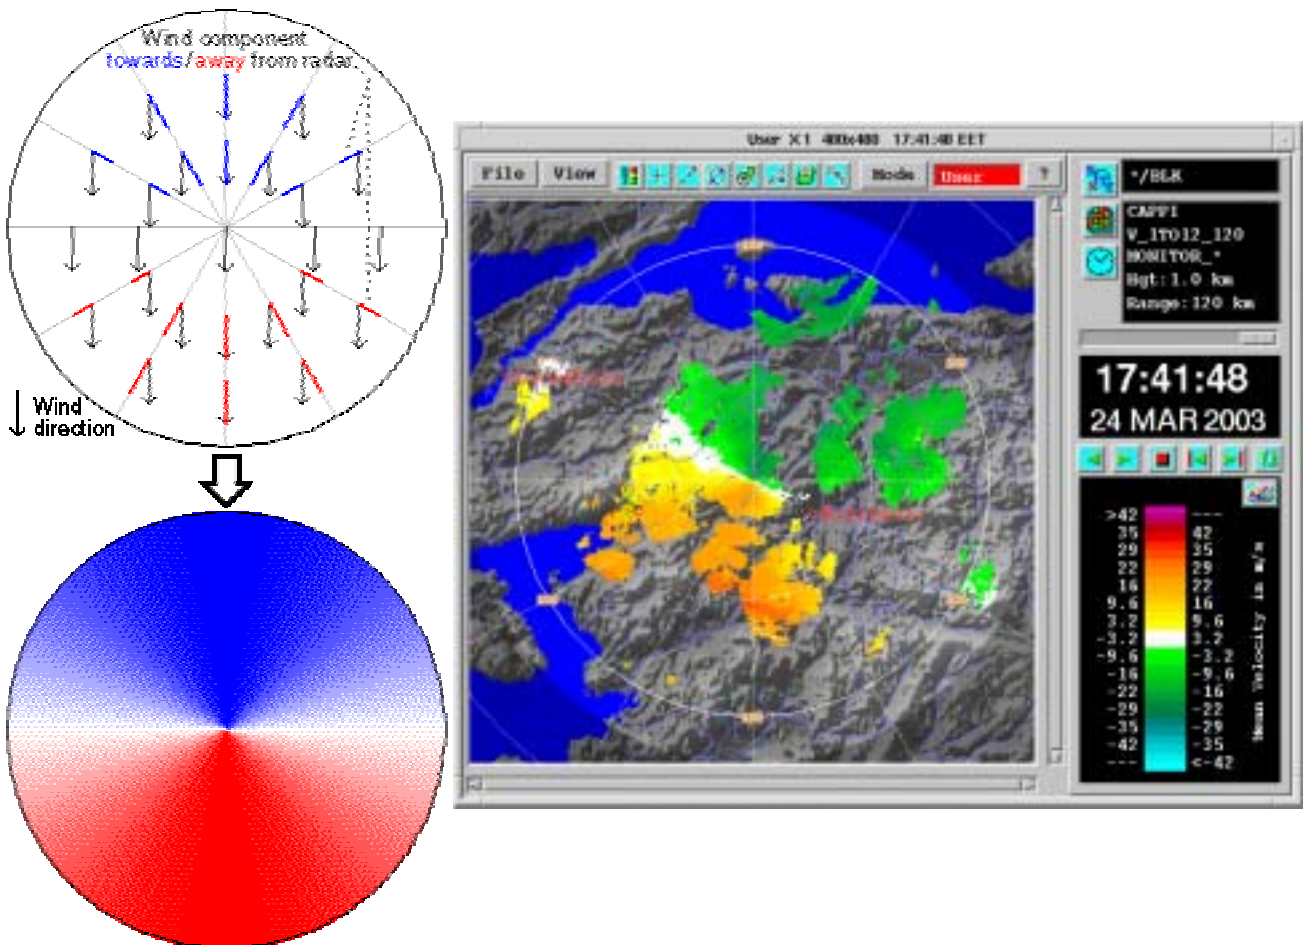 Wind component
towards/away from radar.
Wind
direction
User X1 480x480 17:41:48 EET
File View Mode User ?
*/BLK
CAPPI
V_1TO12_120
MONITOR_*
Hgt:1.0 km
Range:120 km
17:41:48
24 MAR 2003
>42 ---
35 42
29 35
22 29
16 22
9.6 16
3.2 9.6
-3.2 3.2
-9.6 -3.2
-16 -9.6
-22 -16
-29 -22
-35 -29
-42 -35
--- <-42
Mean Velocity in m/s